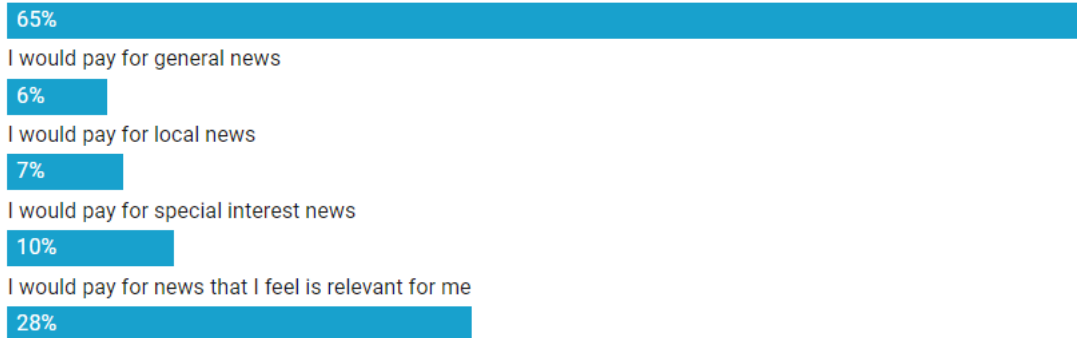 65%
I would pay for general news
6%
I would pay for local news
7%
I would pay for special interest news
10%
I would pay for news that I feel is relevant for me
28%